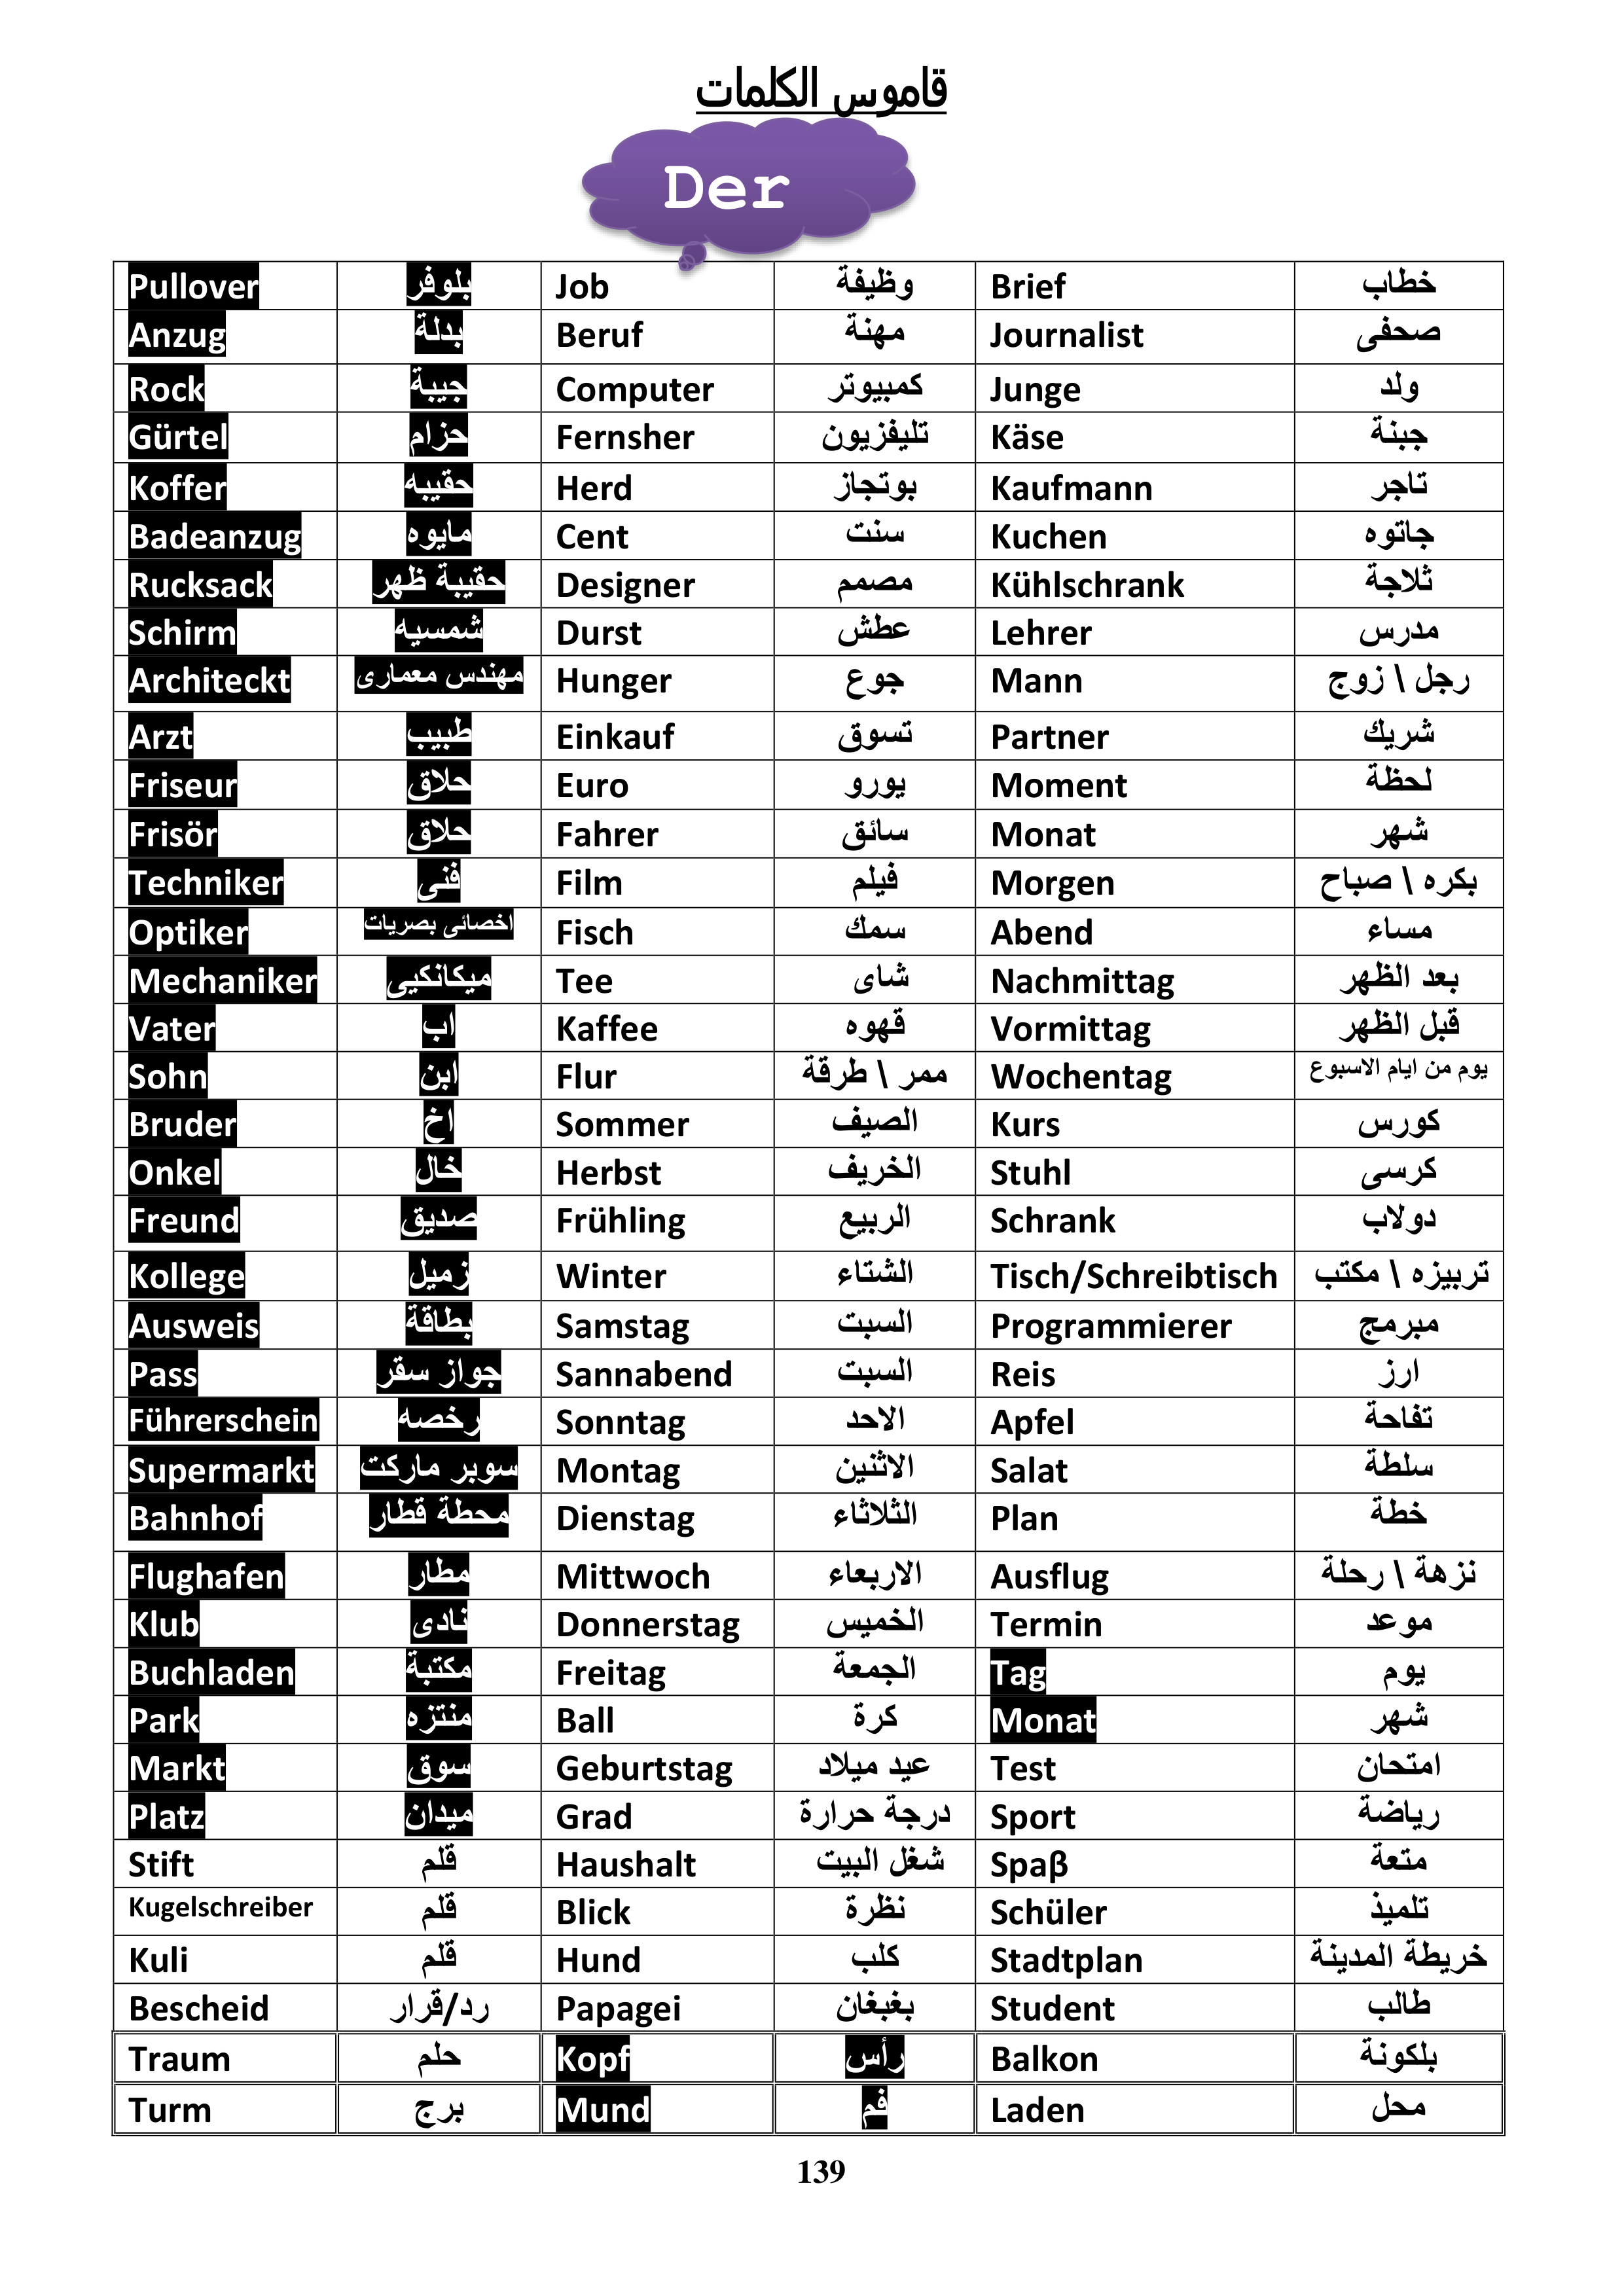 قاموس الكلمات
Der
Pullover بلوفر Job وظيفة Brief خطاب
Anzug بدلة Beruf مهنة Journalist صحفى
Rock جيبة Computer كمبيوتر Junge ولد
Gürtel حزام Fernsher تليفزيون Käse جبنة
Koffer حقيبه Herd بوتجاز Kaufmann تاجر
Badeanzug مايوه Cent سنت Kuchen جاتوه
Rucksack حقيبة ظهر Designer مصمم Kühlschrank ثلاجة
Schirm شمسيه Durst عطش Lehrer مدرس
Architeckt مهندس معمارى Hunger جوع Mann رجل \ زوج
Arzt طبيب Einkauf تسوق Partner شريك
Friseur حلاق Euro يورو Moment لحظة
Frisör حلاق Fahrer سائق Monat شهر
Techniker فنى Film فيلم Morgen بكره \ صباح
Optiker اخصائى بصريات Fisch سمك Abend مساء
Mechaniker ميكانكيى Tee شاى Nachmittag بعد الظهر
Vater اب Kaffee قهوه Vormittag قبل الظهر
Sohn ابن Flur ممر \ طرقة Wochentag يوم من ايام الاسبوع
Bruder اخ Sommer الصيف Kurs كورس
Onkel خال Herbst الخريف Stuhl كرسى
Freund صديق Frühling الربيع Schrank دولاب
Kollege زميل Winter الشتاء Tisch/Schreibtisch تربيزه \ مكتب
Ausweis بطاقة Samstag السبت Programmierer مبرمج
Pass جواز سقر Sannabend السبت Reis ارز
Führerschein رخصه Sonntag الاحد Apfel تفاحة
Supermarkt سوبر ماركت Montag الاثنين Salat سلطة
Bahnhof محطة قطار Dienstag الثلاثاء Plan خطة
Flughafen مطار Mittwoch الاربعاء Ausflug نزهة \ رحلة
Klub نادى Donnerstag الخميس Termin موعد
Buchladen مكتبة Freitag الجمعة Tag يوم
Park منتزه Ball كرة Monat شهر
Markt سوق Geburtstag عيد ميلاد Test امتحان
Platz ميدان Grad درجة حرارة Sport رياضة
Stift قلم Haushalt شغل البيت Spaβ متعة
Kugelschreiber قلم Blick نظرة Schüler تلميذ
Kuli قلم Hund كلب Stadtplan خريطة المدينة
Bescheid رد/قرار Papagei بغبغان Student طالب
Traum حلم Kopf رأس Balkon بلكونة
Turm برج Mund فم Laden محل
139